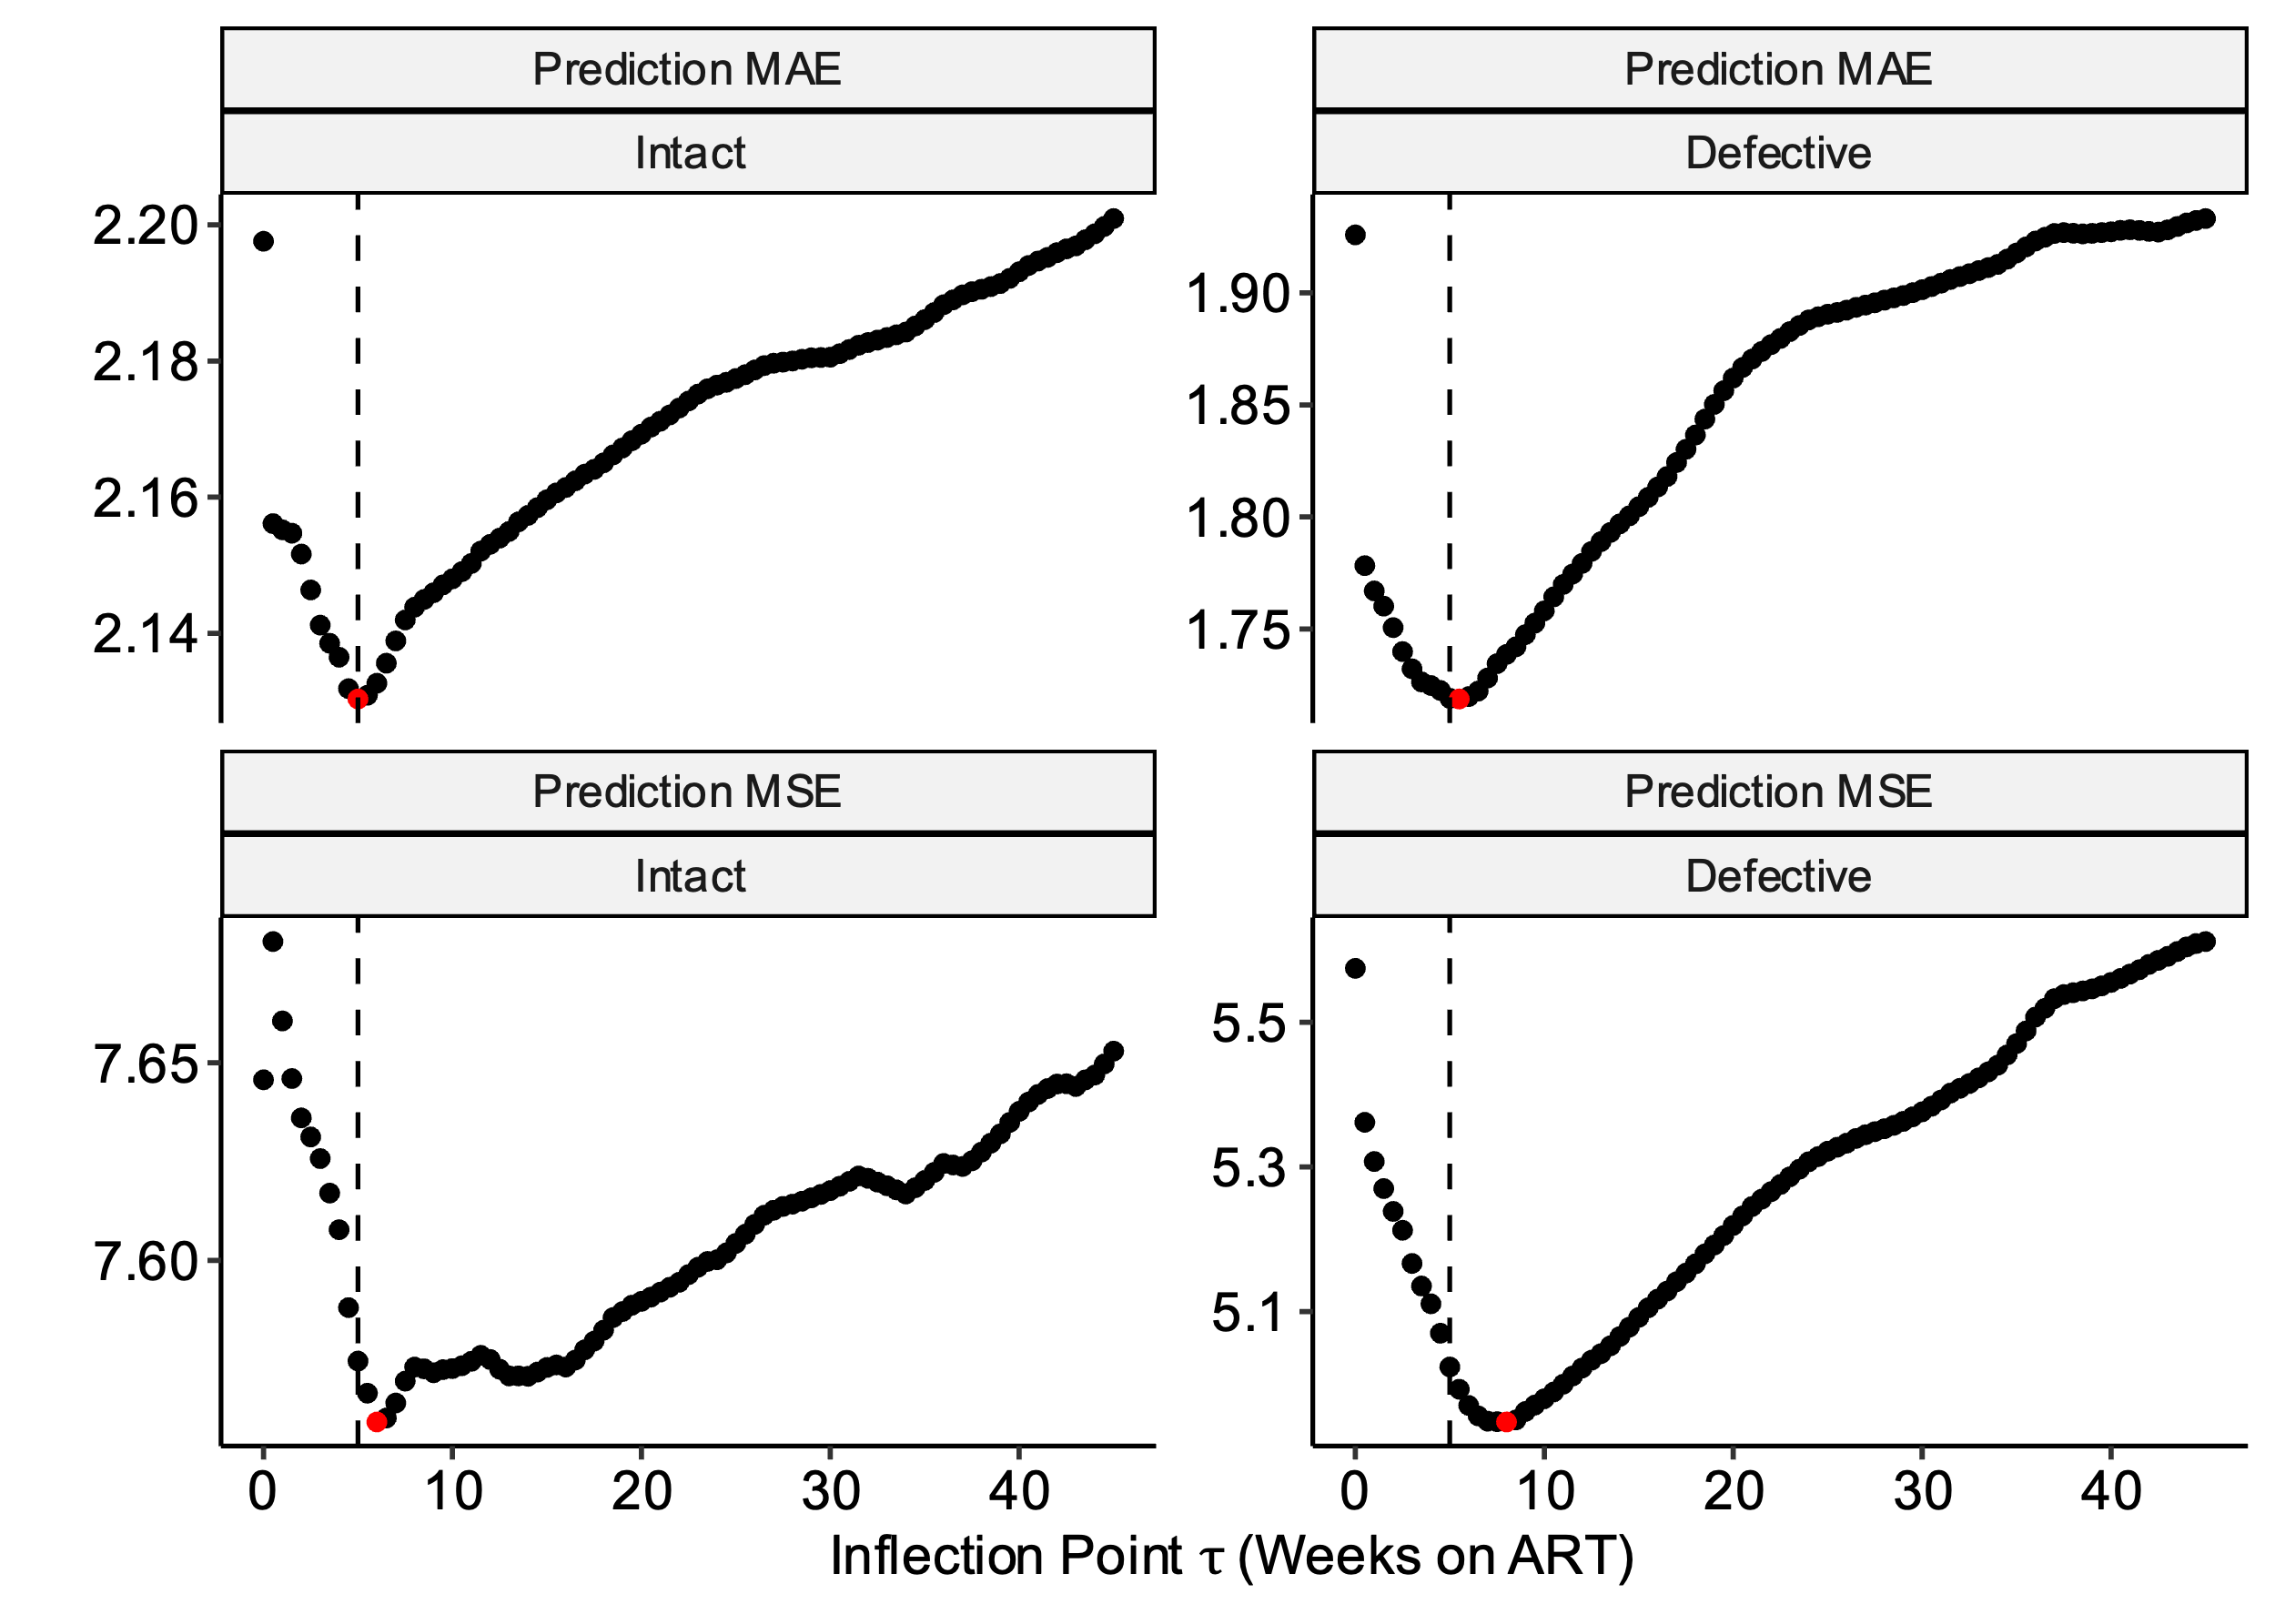 Prediction MAE
Intact
2.20
2.18
2.16
2.14
Prediction MAE
Defective
1.90
1.85
1.80
1.75
Prediction MSE
Intact
7.65
7.60
0 10 20 30 40
Prediction MSE
Defective
5.5
5.3
5.1
0 10 20 30 40
Inflection Point τ (Weeks on ART)